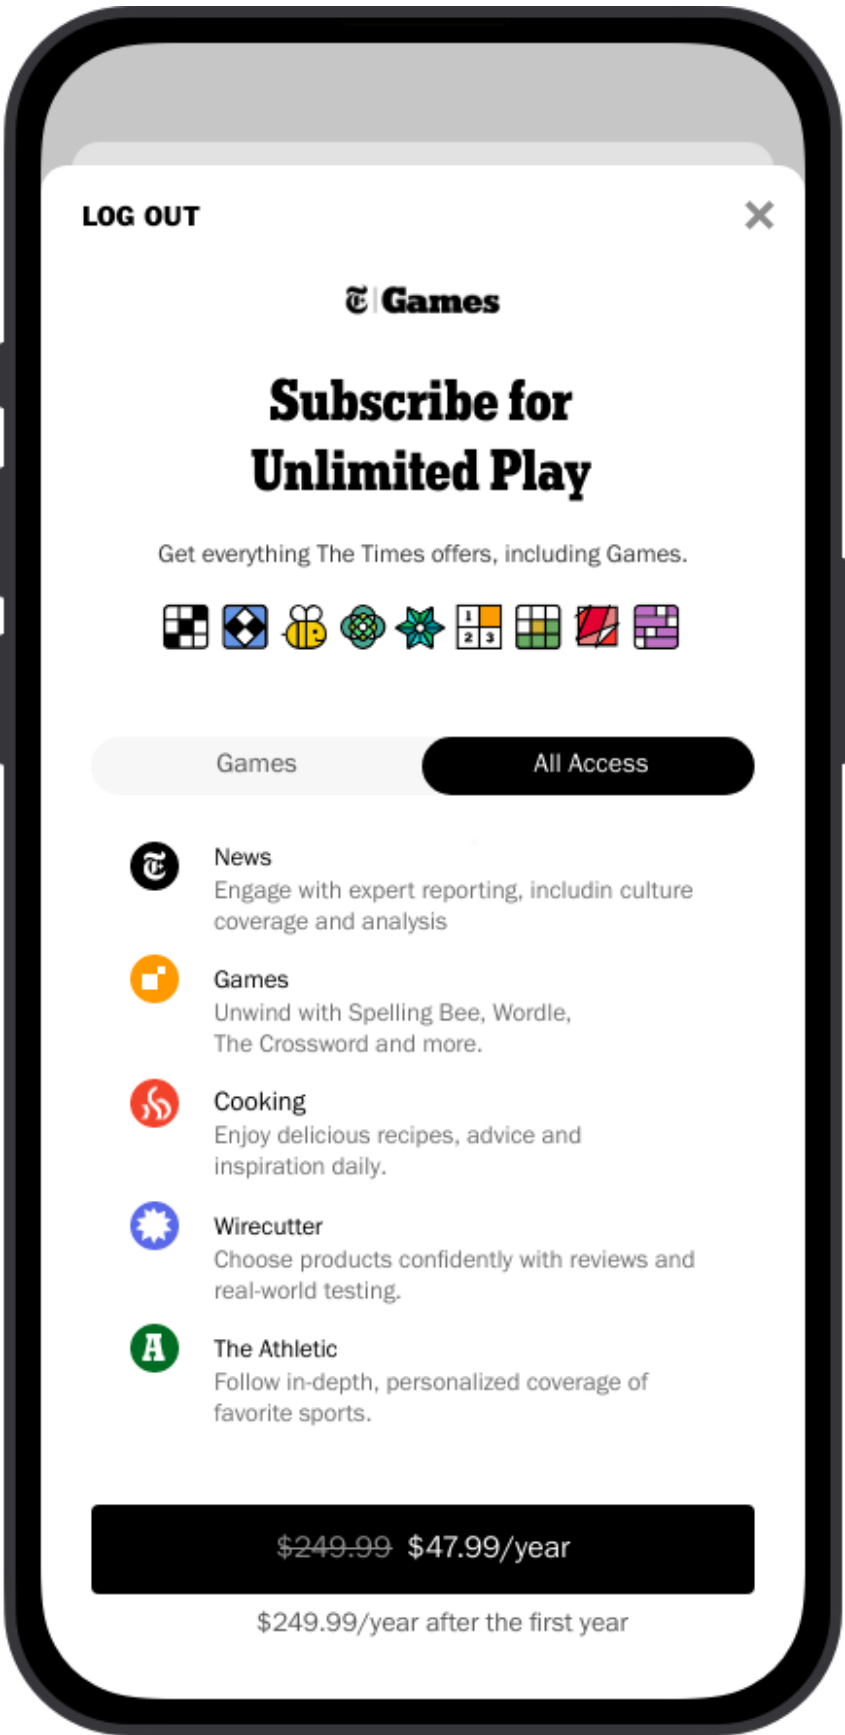 LOG OUT
Games
Subscribe for
Unlimited Play
Get everything The Times offers, including Games.
1
2 3
Games All Access
News
Engage with expert reporting, includin culture
coverage and analysis
Games
Unwind with Spelling Bee, Wordle,
The Crossword and more.
Cooking
Enjoy delicious recipes, advice and
inspiration daily.
Wirecutter
Choose products confidently with reviews and
real-world testing.
A
The Athletic
Follow in-depth, personalized coverage of
favorite sports.
$249.99 $47.99/year
$249.99/year after the first year